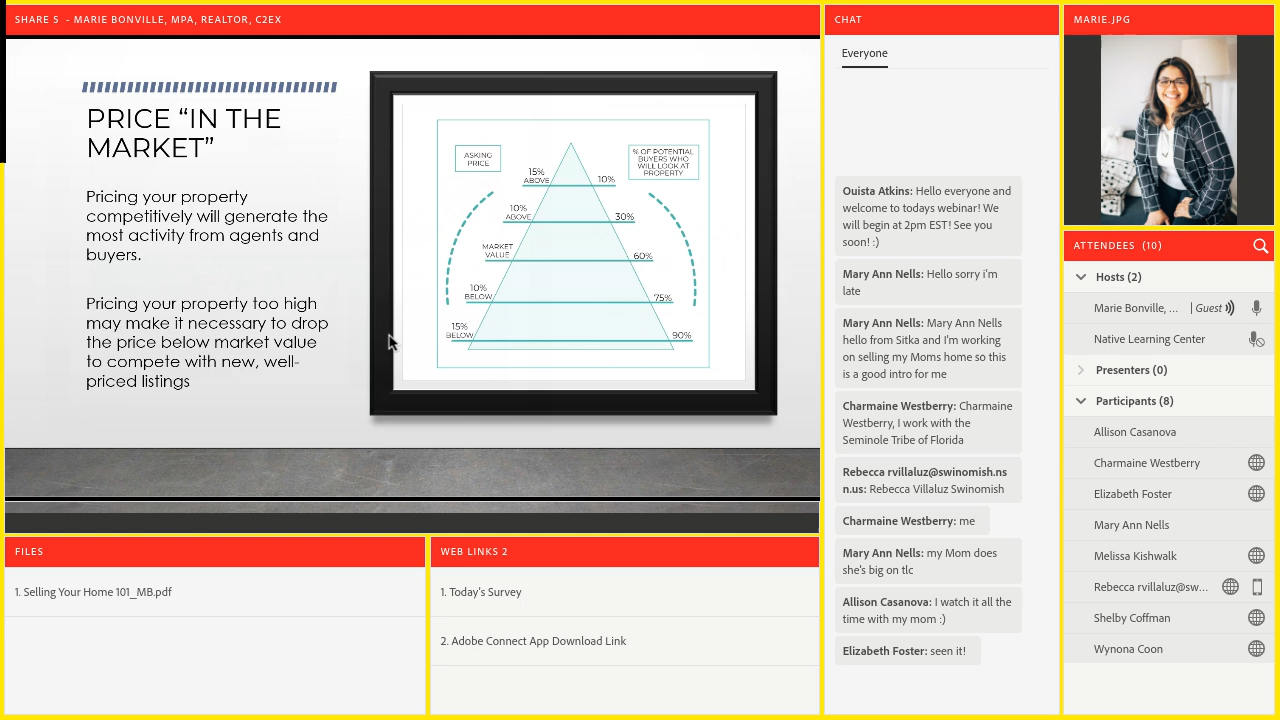 SHARE 5 - MARIE BONVILLE, MPA, REALTOR, C2EX
PRICE “IN THE
MARKET”
Pricing your property
competitively will generate the
most activity from agents and
buyers.
Pricing your property too high
may make it necessary to drop
the price below market value
to compete with new, well-
priced listings
ASKING
PRICE
% OF POTENTIAL
BUYERS WHO
WILL LOOK AT
PROPERTY
15%
ABOVE
10%
10%
ABOVE
30%
MARKET
VALUE
60%
10%
BELOW
75%
15%
BELOW
90%
FILES
1. Selling Your Home 101_MB.pdf
WEB LINKS 2
1. Today's Survey
2. Adobe Connect App Download Link
CHAT
Everyone
Ouista Atkins: Hello everyone and
welcome to todays webinar! We
will begin at 2pm EST! See you
soon! :)
Mary Ann Nells: Hello sorry i'm
late
Mary Ann Nells: Mary Ann Nells
hello from Sitka and I'm working
on selling my Moms home so this
is a good intro for me
Charmaine Westberry: Charmaine
Westberry, I work with the
Seminole Tribe of Florida
Rebecca rvillaluz@swinomish.ns
n.us: Rebecca Villaluz Swinomish
Charmaine Westberry: me
Mary Ann Nells: my Mom does
she's big on tlc
Allison Casanova: I watch it all the
time with my mom :)
Elizabeth Foster: seen it!
MARIE.JPG
ATTENDEES (10)
Hosts (2)
Marie Bonville, ... | Guest
Native Learning Center
Presenters (0)
Participants (8)
Allison Casanova
Charmaine Westberry
Elizabeth Foster
Mary Ann Nells
Melissa Kishwalk
Rebecca rvillaluz@sw...
Shelby Coffman
Wynona Coon